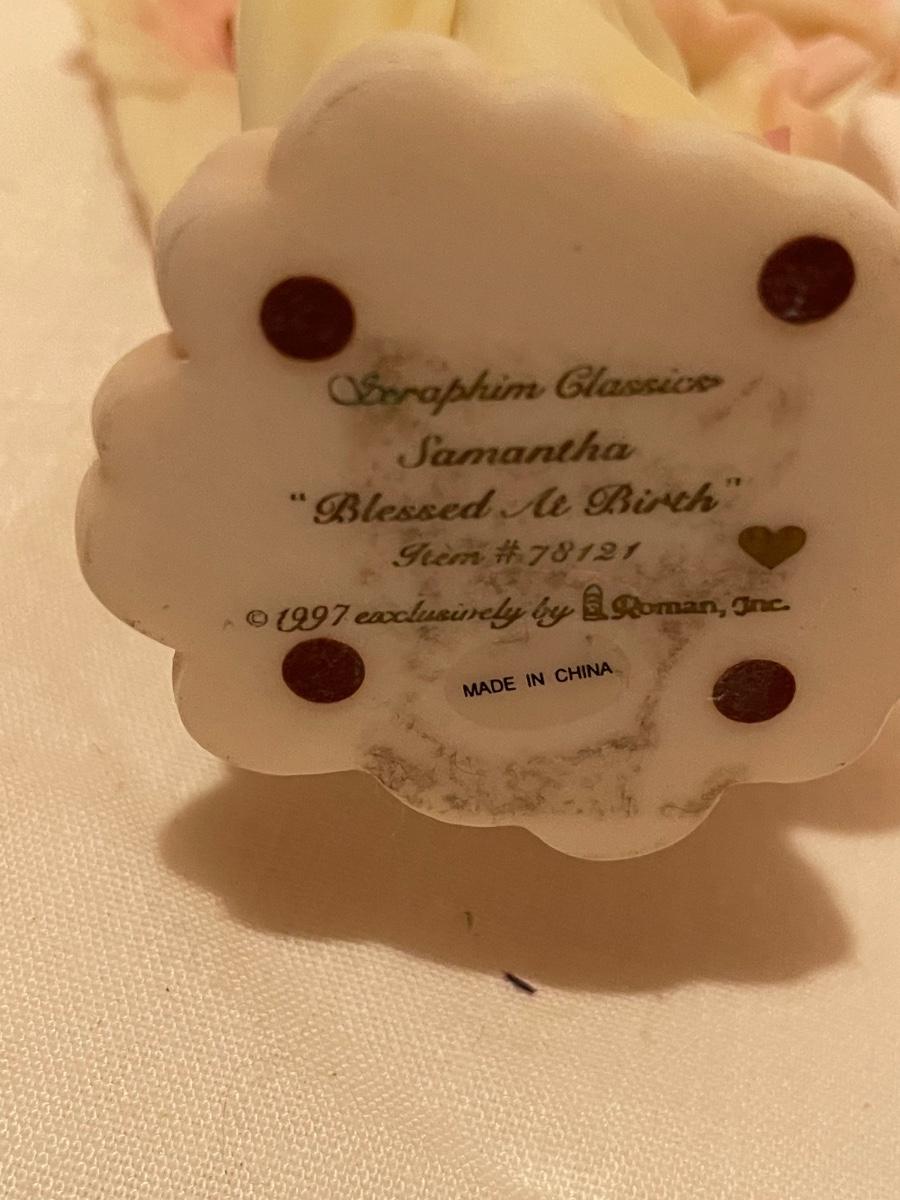 Seraphim Classics
Samantha
"Blessed At Birth"
Item #78121
© 1997 exclusively by Roman, Inc.
MADE IN CHINA